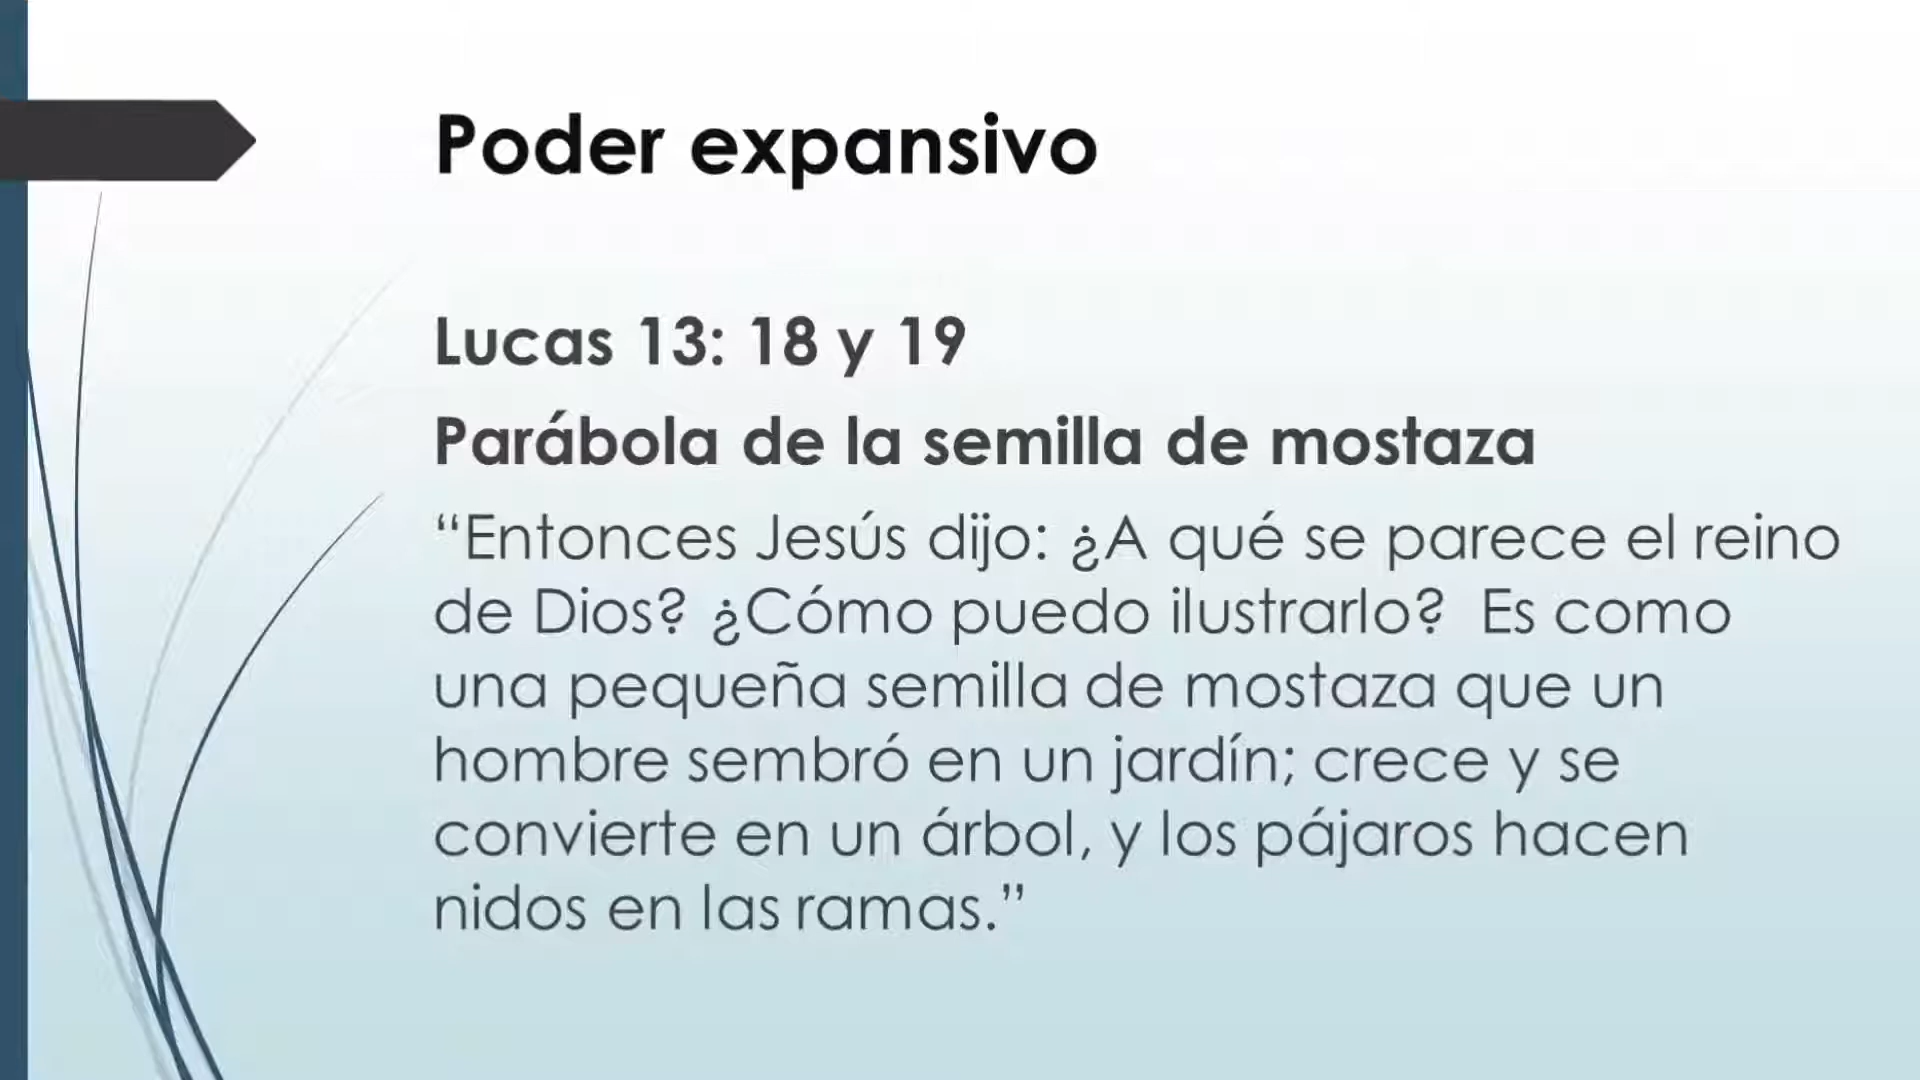 Poder expansivo
Lucas 13: 18 y 19
Parábola de la semilla de mostaza
“Entonces Jesús dijo: ¿A qué se parece el reino
de Dios? ¿Cómo puedo ilustrarlo?  Es como
una pequeña semilla de mostaza que un
hombre sembró en un jardín; crece y se
convierte en un árbol, y los pájaros hacen
nidos en las ramas.”